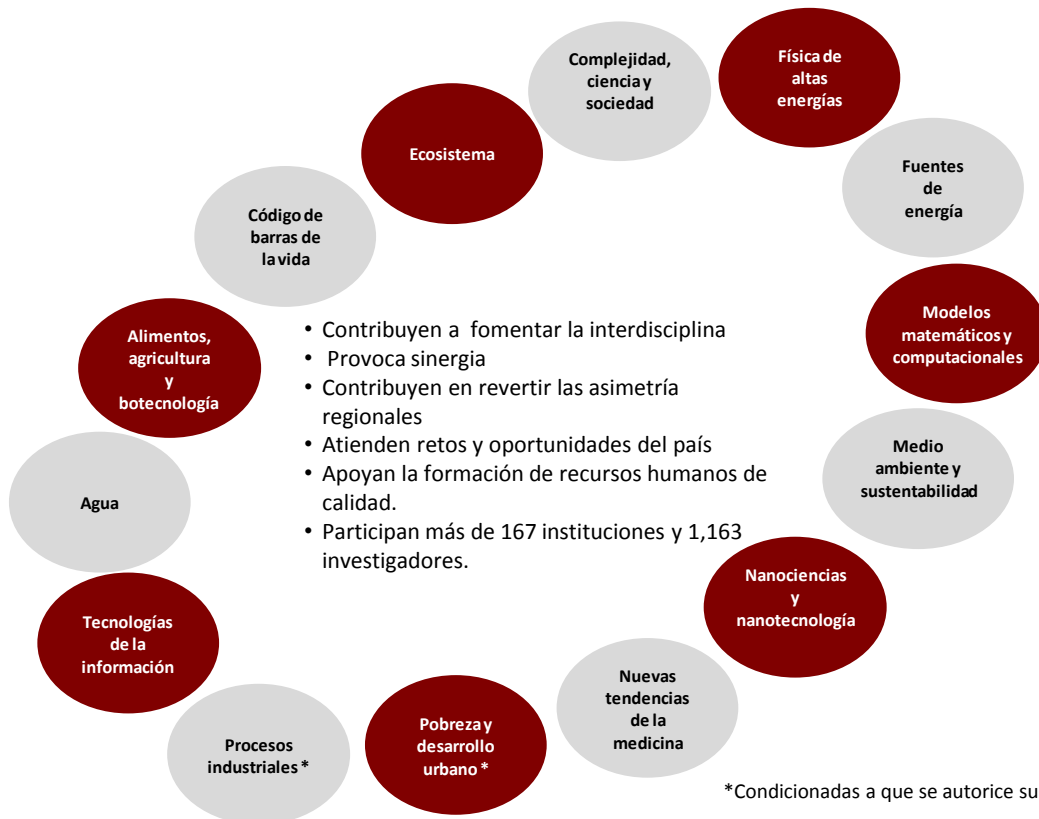 Complejidad,
ciencia y
sociedad
Física de
altas
energías
Ecosistema
Fuentes
de
energía
Código de
barras de
la vida
Modelos
matemáticos y
computacionales
Alimentos,
agricultura
y
botecnología
• Contribuyen a fomentar la interdisciplina
• Provoca sinergia
• Contribuyen en revertir las asimetría
regionales
• Atienden retos y oportunidades del país
• Apoyan la formación de recursos humanos de
calidad.
• Participan más de 167 instituciones y 1,163
investigadores.
Medio
ambiente y
sustentabilidad
Agua
Nanociencias
y
nanotecnología
Tecnologías
de la
información
Nuevas
tendencias
de la
medicina
Pobreza y
desarrollo
urbano *
Procesos
industriales *
*Condicionadas a que se autorice su